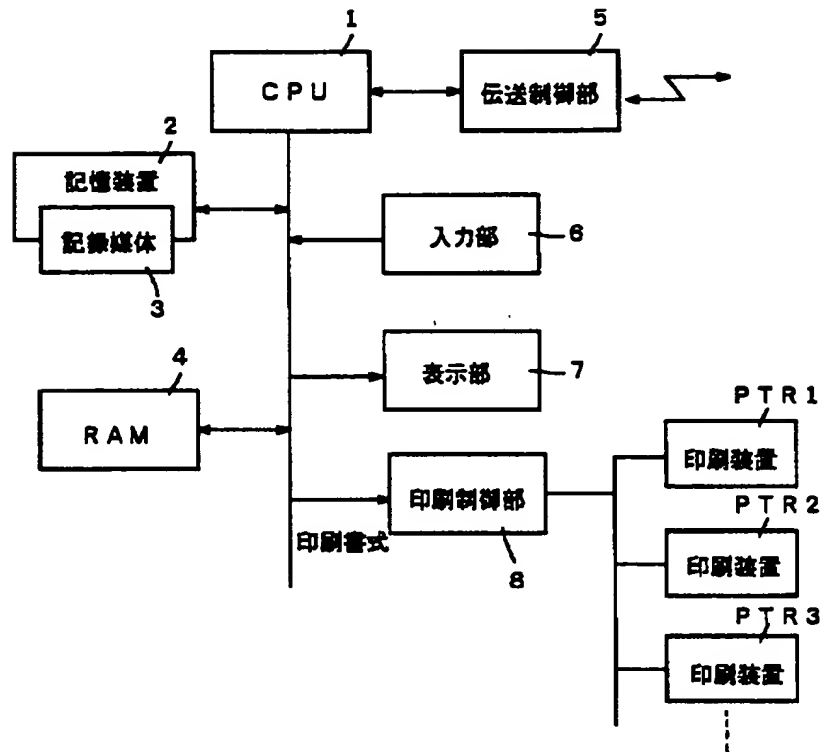 1
5
CPU
伝送制御部
2
記憶装置
記録媒体
3
入力部
6
4
RAM
表示部
7
PTR1
印刷装置
印刷制御部
印刷書式
8
PTR2
印刷装置
PTR3
印刷装置